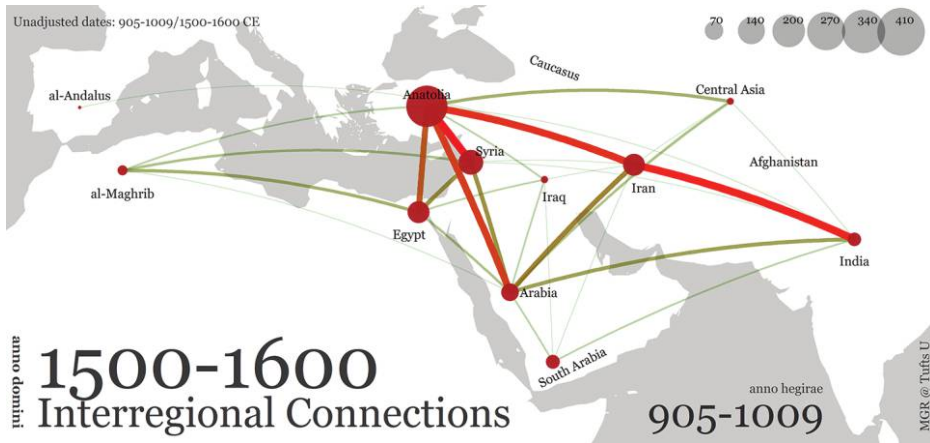 Unadjusted dates: 905-1009/1500-1600 CE
70 140 200 270 340 410
Caucasus
al-Andalus
Anatolia
Central Asia
Syria
Afghanistan
al-Maghrib
Iraq
Iran
Egypt
India
Arabia
South Arabia
anno domini
1500-1600
Interregional Connections
anno hegirae
905-1009
MGR @ Tufts U